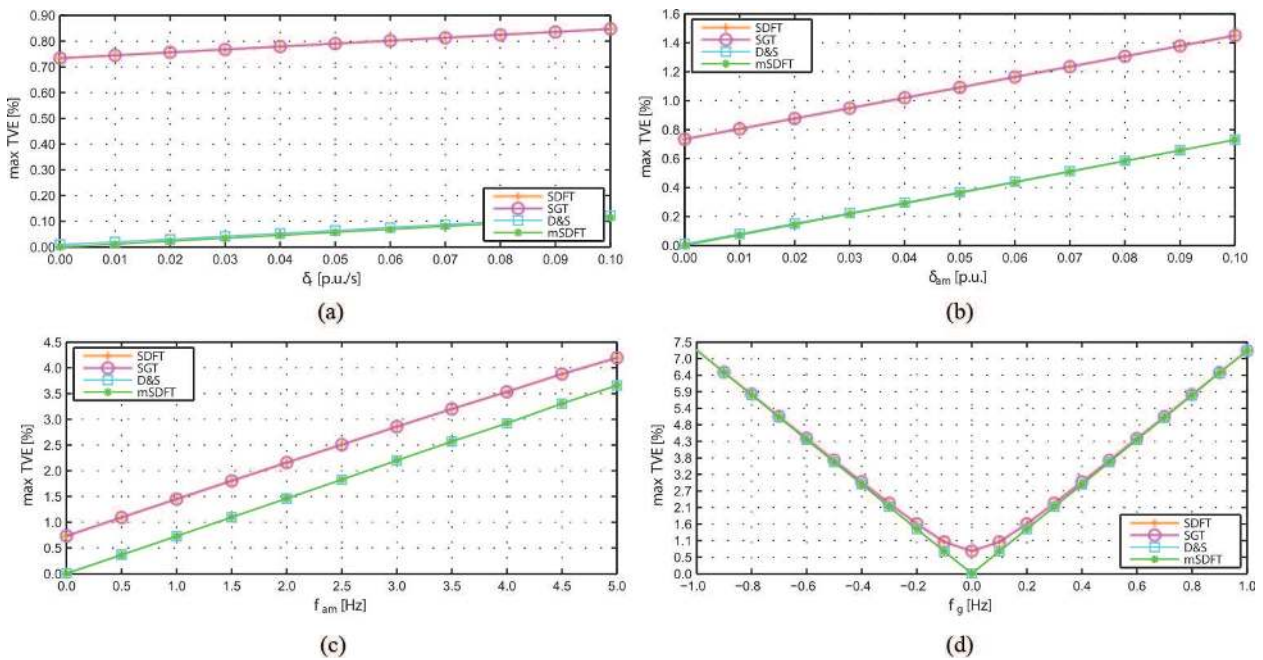 0.90
0.80
0.70
0.60
0.50
0.40
0.30
0.20
0.10
0.00
max TVE [%]
SDFT
SGT
D&S
mSDFT
0.00 0.01 0.02 0.03 0.04 0.05 0.06 0.07 0.08 0.09 0.10
δr [p.u./s]
(a)
1.6
1.4
1.2
1.0
0.8
0.6
0.4
0.2
0.0
max TVE [%]
SDFT
SGT
D&S
mSDFT
0.00 0.01 0.02 0.03 0.04 0.05 0.06 0.07 0.08 0.09 0.10
δam [p.u.]
(b)
4.5
4.0
3.5
3.0
2.5
2.0
1.5
1.0
0.5
0.0
max TVE [%]
SDFT
SGT
D&S
mSDFT
0.0 0.5 1.0 1.5 2.0 2.5 3.0 3.5 4.0 4.5 5.0
f am [Hz]
(c)
7.5
7.0
6.4
5.9
5.4
4.8
4.3
3.8
3.2
2.7
2.1
1.6
1.1
0.5
0.0
max TVE [%]
SDFT
SGT
D&S
mSDFT
−1.0 −0.8 −0.6 −0.4 −0.2 0.0 0.2 0.4 0.6 0.8 1.0
f g [Hz]
(d)